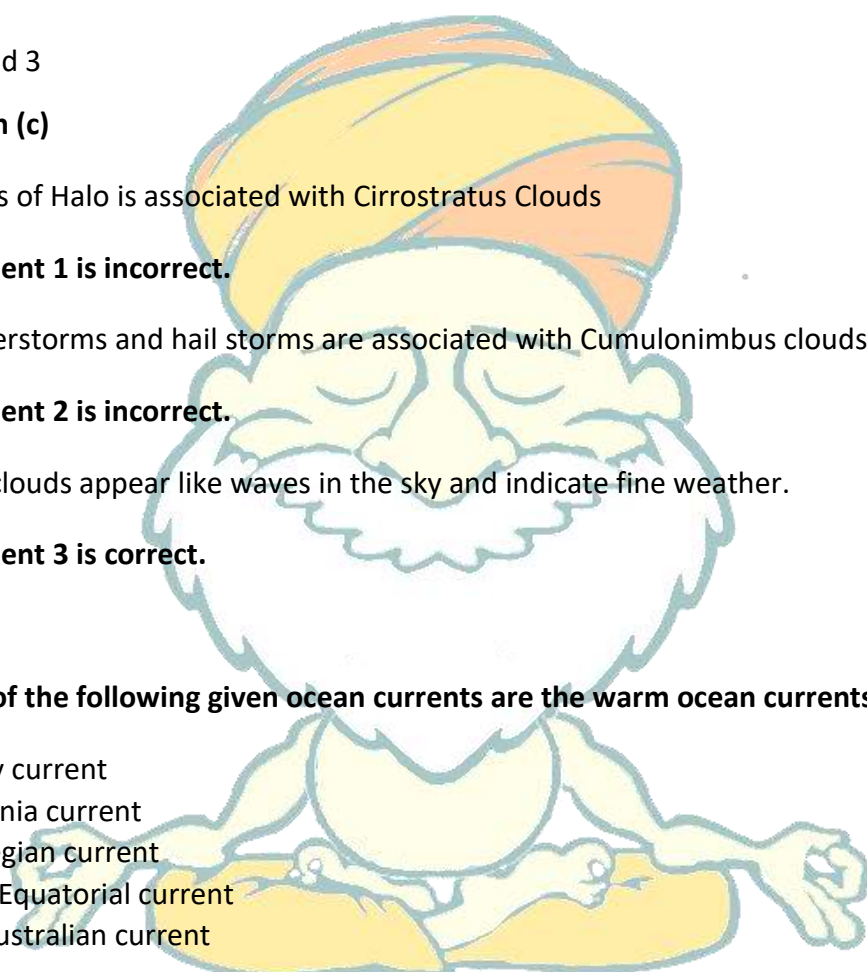 d 3
n (c)
s of Halo is associated with Cirrostratus Clouds
ent 1 is incorrect.
erstorms and hail storms are associated with Cumulonimbus clouds
ent 2 is incorrect.
clouds appear like waves in the sky and indicate fine weather.
ent 3 is correct.
of the following given ocean currents are the warm ocean currents
y current
nia current
gian current
Equatorial current
ustralian current